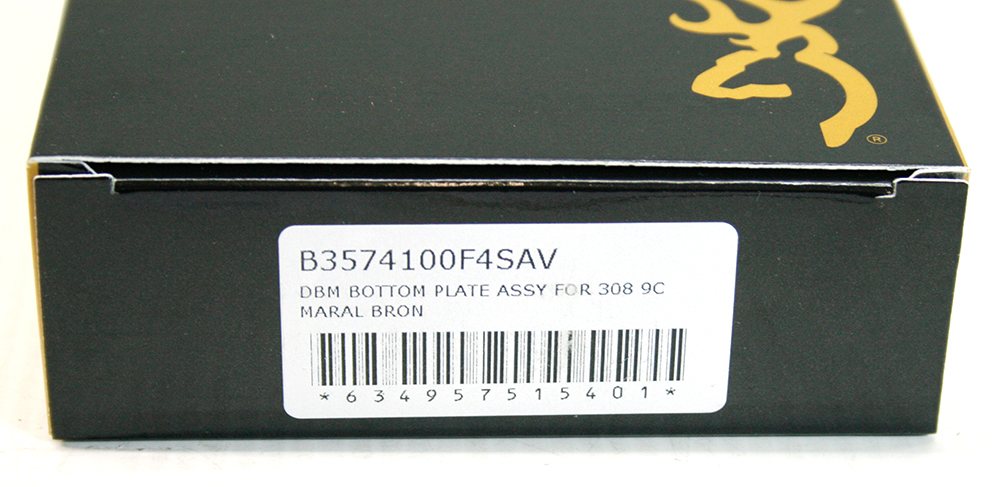 ®
B3574100F4SAV
DBM BOTTOM PLATE ASSY FOR 308 9C
MARAL BRON
*634957515401*